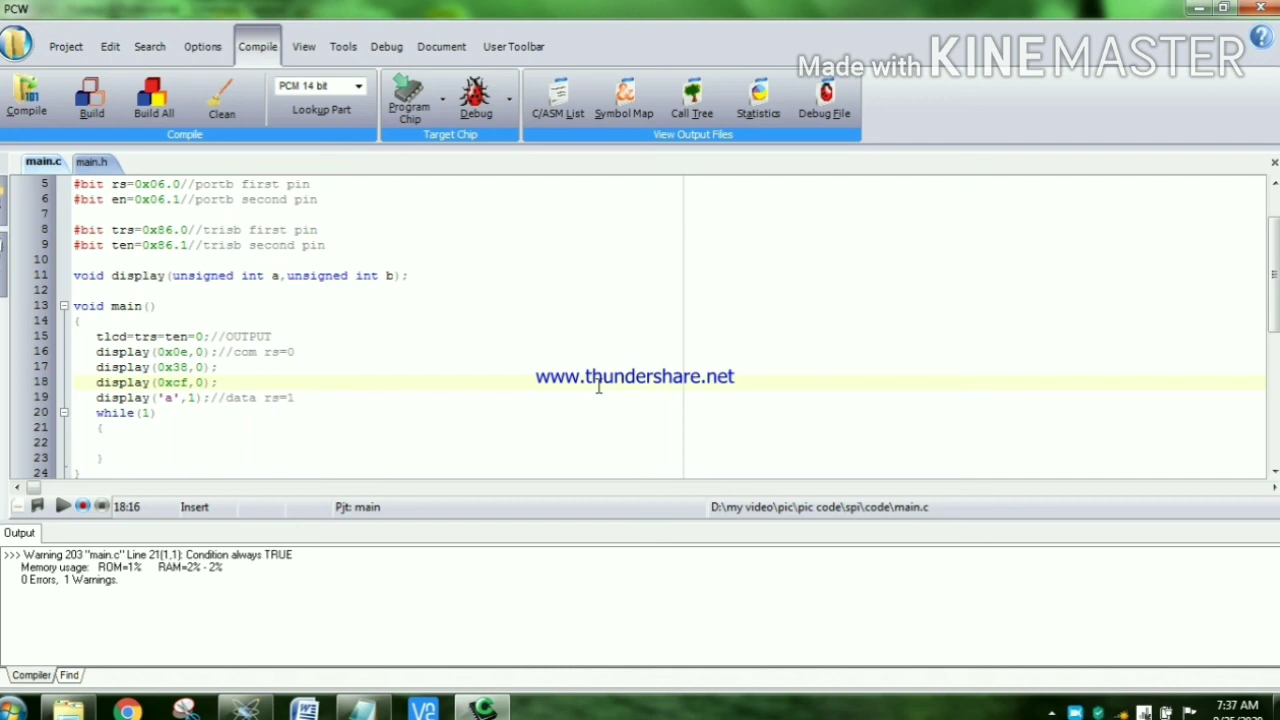 PCW
Project Edit Search Options Compile View Tools Debug Document User Toolbar
Made with KINEMASTER
PCM 14 bit
Compile Build Build All Clean Lookup Part Program Chip Debug C/ASM List Symbol Map Call Tree Statistics Debug File
Compile Target Chip View Output Files
main.c main.h
5 #bit rs=0x06.0//portb first pin
6 #bit en=0x06.1//portb second pin
7
8 #bit trs=0x86.0//trisb first pin
9 #bit ten=0x86.1//trisb second pin
10
11 void display(unsigned int a,unsigned int b);
12
13 void main()
14 {
15 tlcd=trs=ten=0;//OUTPUT
16 display(0x0e,0);//com rs=0
17 display(0x38,0);
www.thundershare.net
18 display(0xcf,0);
19 display('a',1);//data rs=1
20 while(1)
21 {
22
23 }
24 }
18:16 Insert Pjt: main D:\my video\pic\pic code\spi\code\main.c
Output
>>> Warning 203 "main.c" Line 21(1,1): Condition always TRUE
Memory usage: ROM=1% RAM=2% - 2%
0 Errors, 1 Warnings.
Compiler Find
7:37 AM